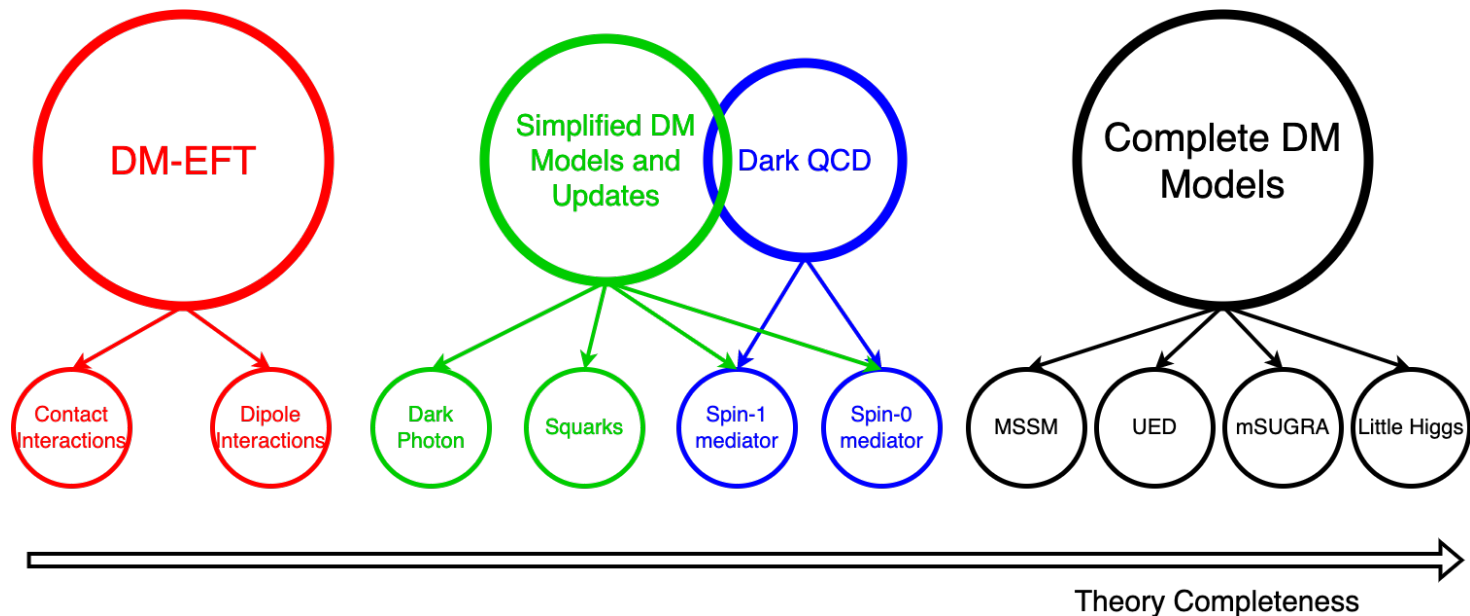 DM-EFT
Simplified DM
Models and
Updates
Dark QCD
Complete DM
Models
Contact
Interactions
Dipole
Interactions
Dark
Photon
Squarks
Spin-1
mediator
Spin-0
mediator
MSSM
UED
mSUGRA
Little Higgs
Theory Completeness